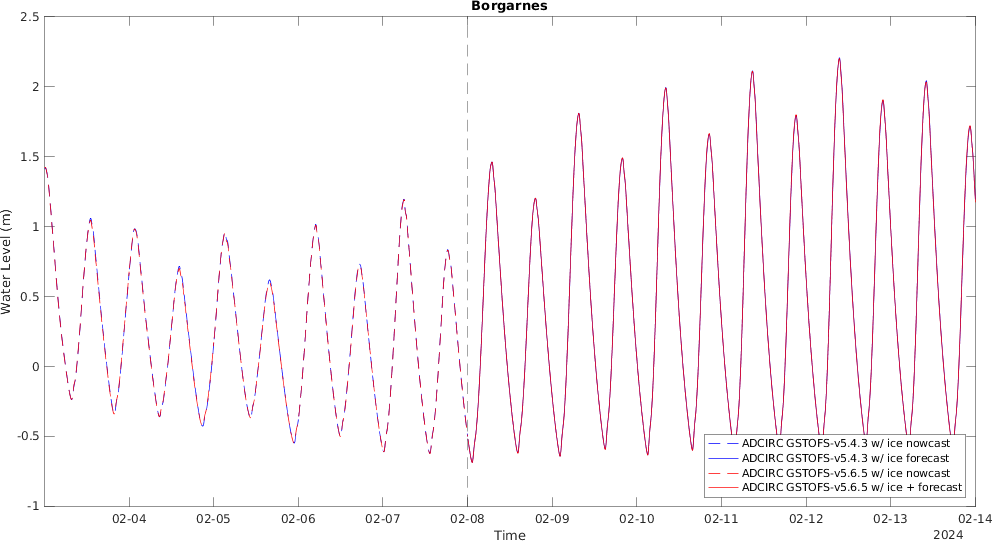 Borgarnes
Water Level (m)
2.5
2
1.5
1
0.5
0
-0.5
-1
ADCIRC GSTOFS-v5.4.3 w/ ice nowcast
ADCIRC GSTOFS-v5.4.3 w/ ice forecast
ADCIRC GSTOFS-v5.6.5 w/ ice nowcast
ADCIRC GSTOFS-v5.6.5 w/ ice + forecast
02-04 02-05 02-06 02-07 02-08 02-09 02-10 02-11 02-12 02-13 02-14
Time
2024